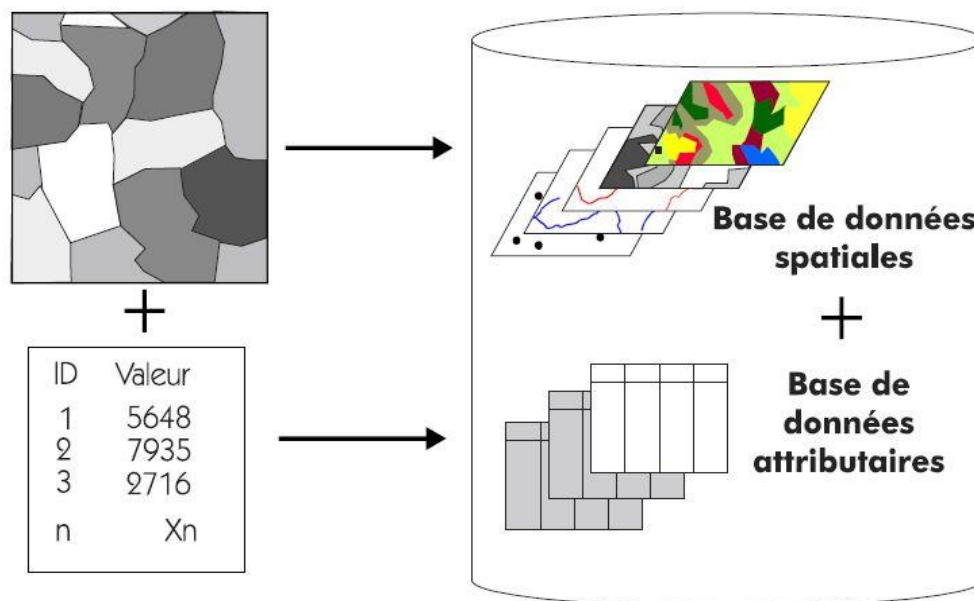 Base de données
spatiales
ID Valeur
1 5648
2 7935
3 2716
n Xn
Base de
données
attributaires